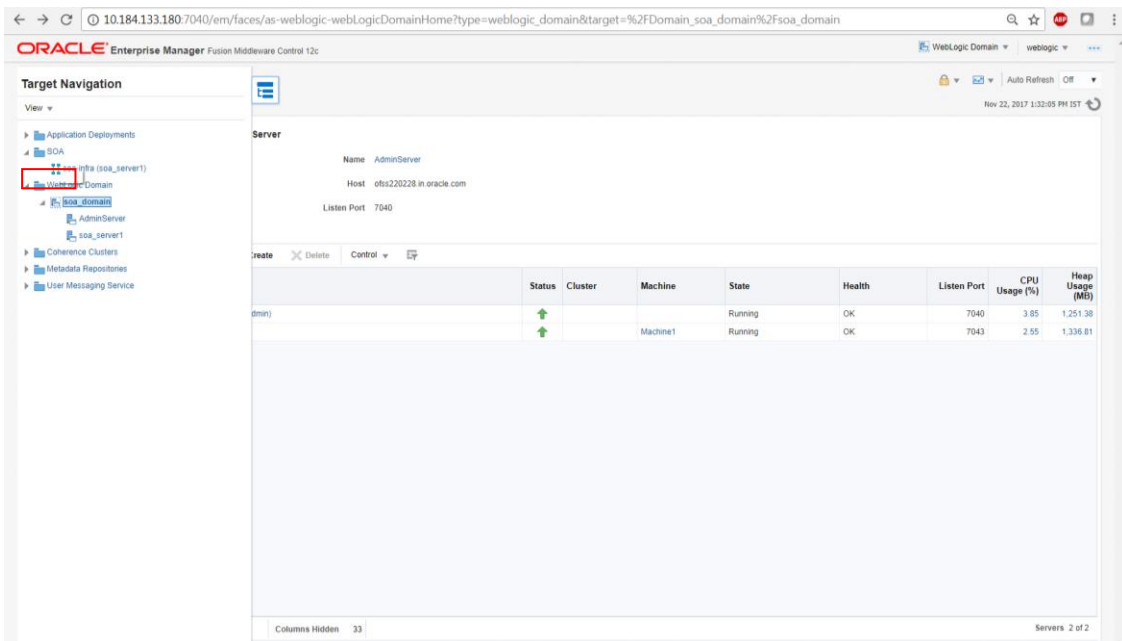 10.184.133.180:7040/em/faces/as-weblogic-webLogicDomainHome?type=weblogic_domain&target=%2FDomain_soa_domain%2Fsoa_domain
ABP
ORACLE Enterprise Manager Fusion Middleware Control 12c
WebLogic Domain weblogic
Target Navigation
Auto Refresh Off
View
Nov 22, 2017 1:32:05 PM IST
Application Deployments
Server
SOA
Name AdminServer
infra (soa_server1)
WebLogic Domain
Host ofss220228.in.oracle.com
soa_domain
Listen Port 7040
AdminServer
soa_server1
Coherence Clusters
Create Delete Control
Metadata Repositories
User Messaging Service
Status Cluster Machine State Health Listen Port CPU Usage (%) Heap Usage (MB)
dmin) Running OK 7040 3.85 1,251.38
Machine1 Running OK 7043 2.55 1,336.81
Columns Hidden 33 Servers 2 of 2